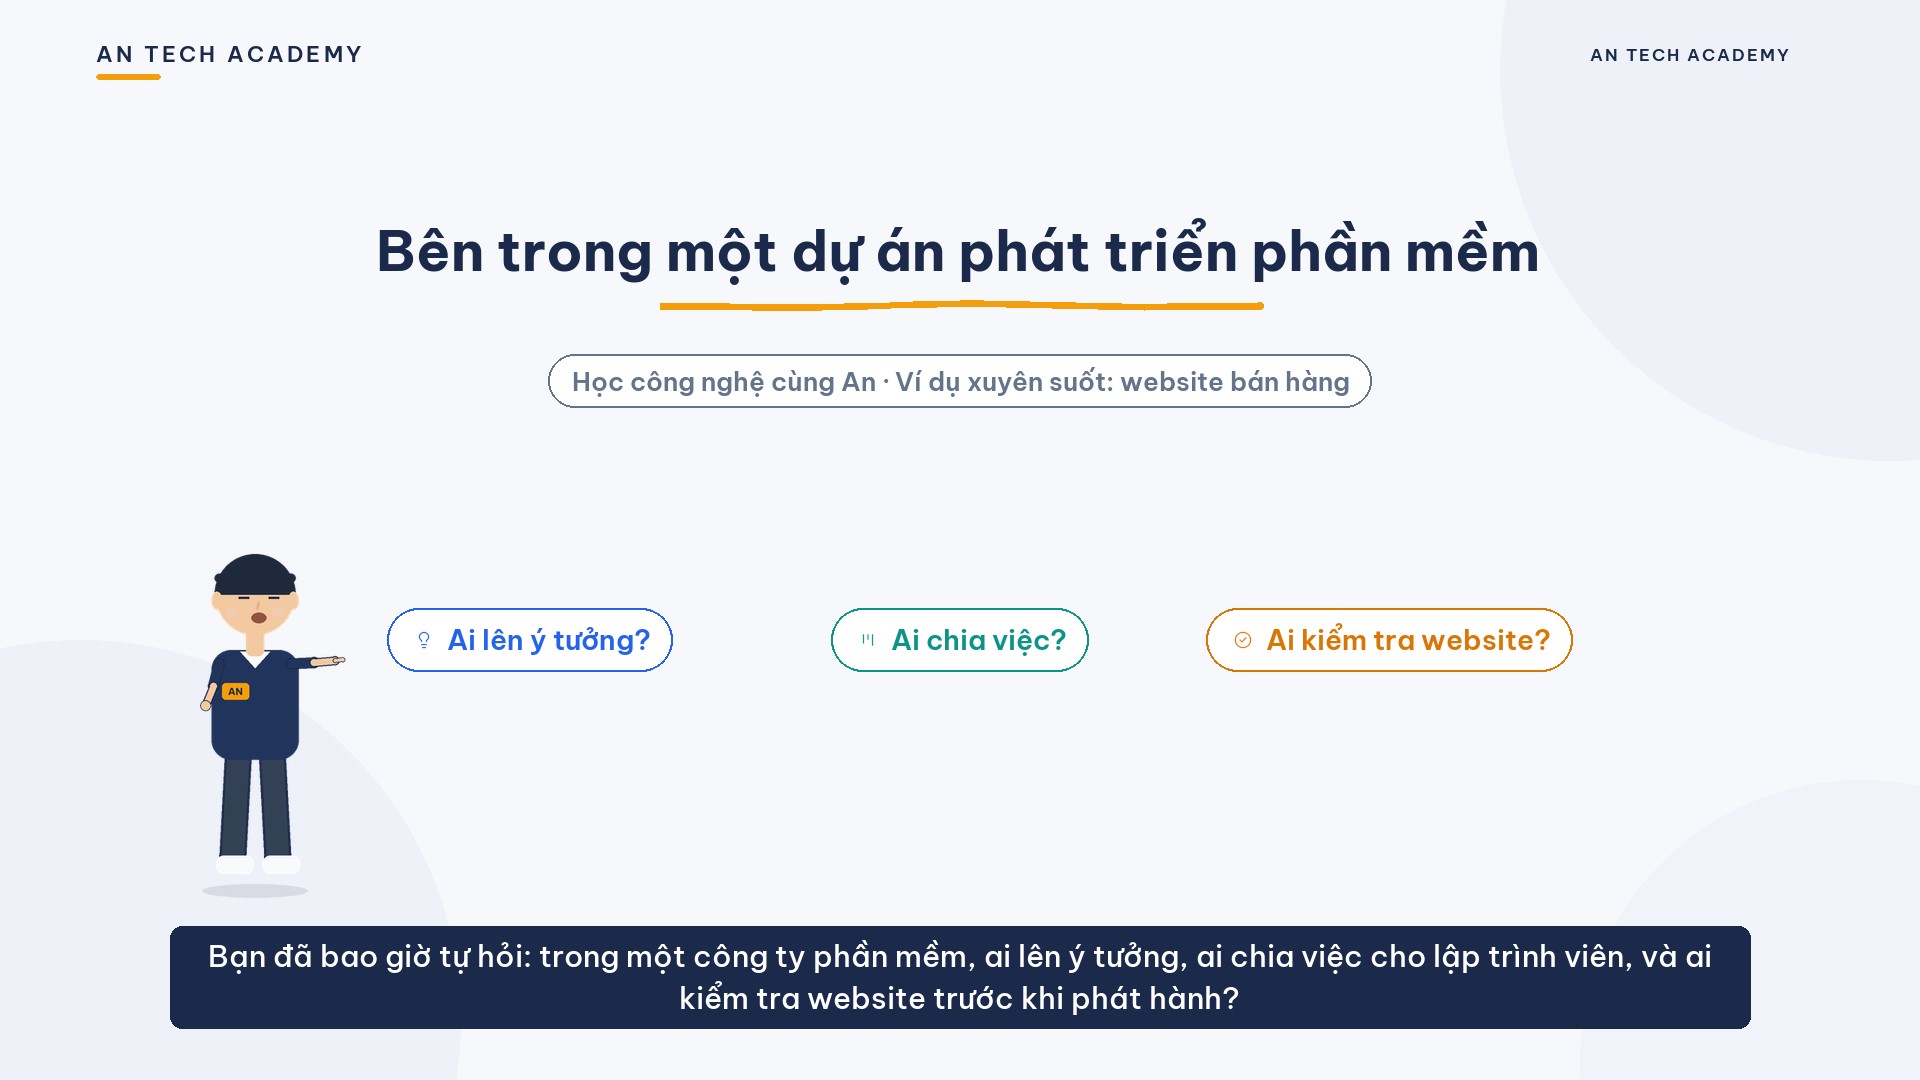 AN TECH ACADEMY
AN TECH ACADEMY
Bên trong một dự án phát triển phần mềm
Học công nghệ cùng An · Ví dụ xuyên suốt: website bán hàng
Ai lên ý tưởng?
Ai chia việc?
Ai kiểm tra website?
AN
Bạn đã bao giờ tự hỏi: trong một công ty phần mềm, ai lên ý tưởng, ai chia việc cho lập trình viên, và ai
kiểm tra website trước khi phát hành?